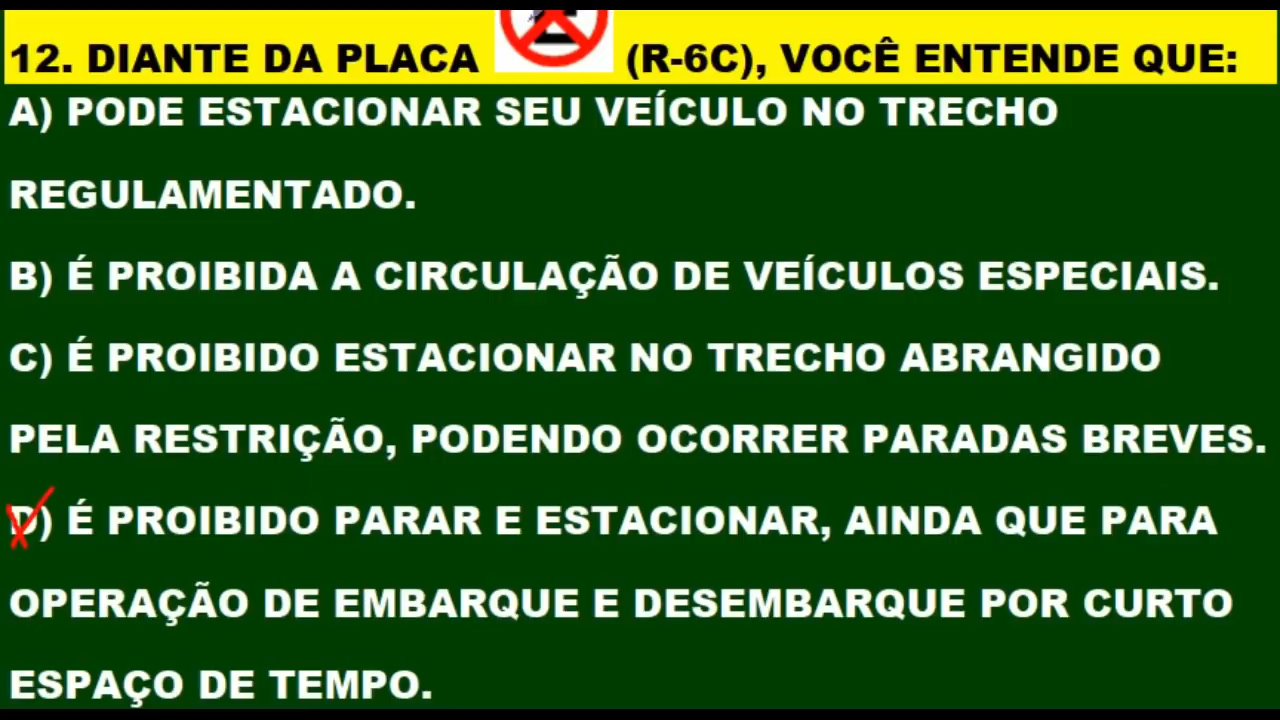 12. DIANTE DA PLACA (R-6C), VOCÊ ENTENDE QUE:
A) PODE ESTACIONAR SEU VEÍCULO NO TRECHO
REGULAMENTADO.
B) É PROIBIDA A CIRCULAÇÃO DE VEÍCULOS ESPECIAIS.
C) É PROIBIDO ESTACIONAR NO TRECHO ABRANGIDO
PELA RESTRIÇÃO, PODENDO OCORRER PARADAS BREVES.
D) É PROIBIDO PARAR E ESTACIONAR, AINDA QUE PARA
OPERAÇÃO DE EMBARQUE E DESEMBARQUE POR CURTO
ESPAÇO DE TEMPO.